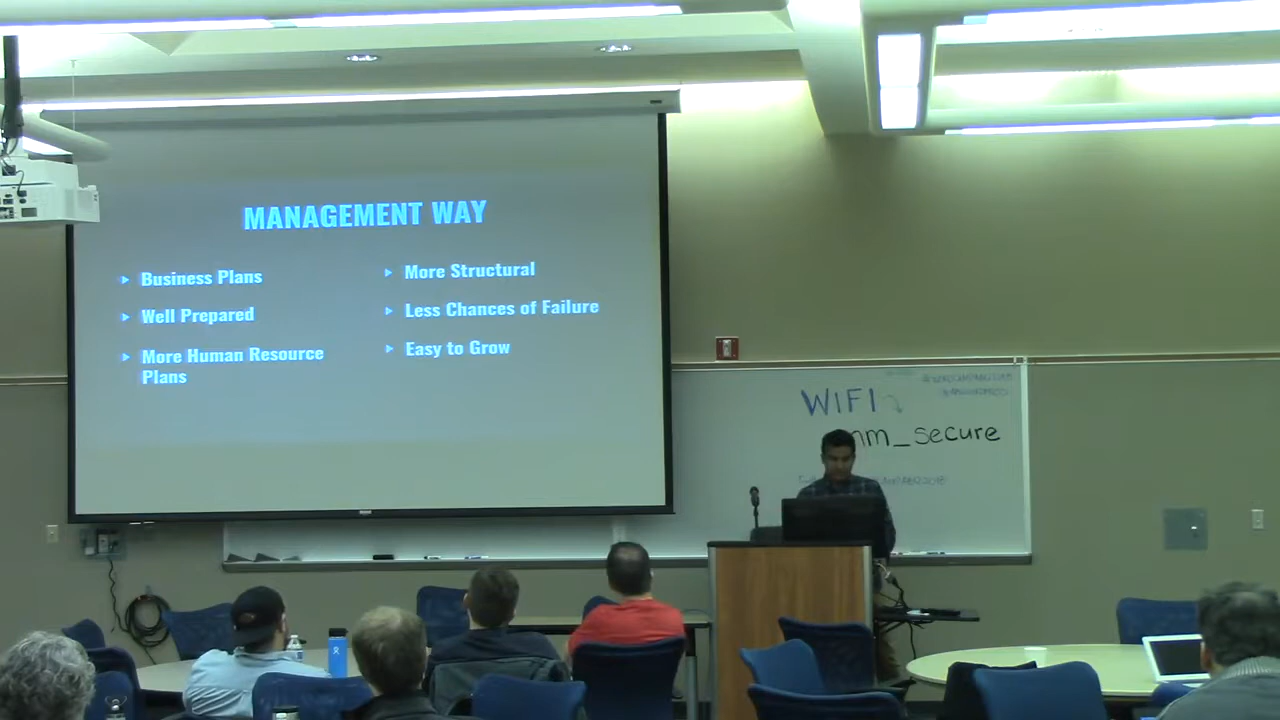 MANAGEMENT WAY
Business Plans
Well Prepared
More Human Resource
Plans
More Structural
Less Chances of Failure
Easy to Grow
WIFI
nm_secure